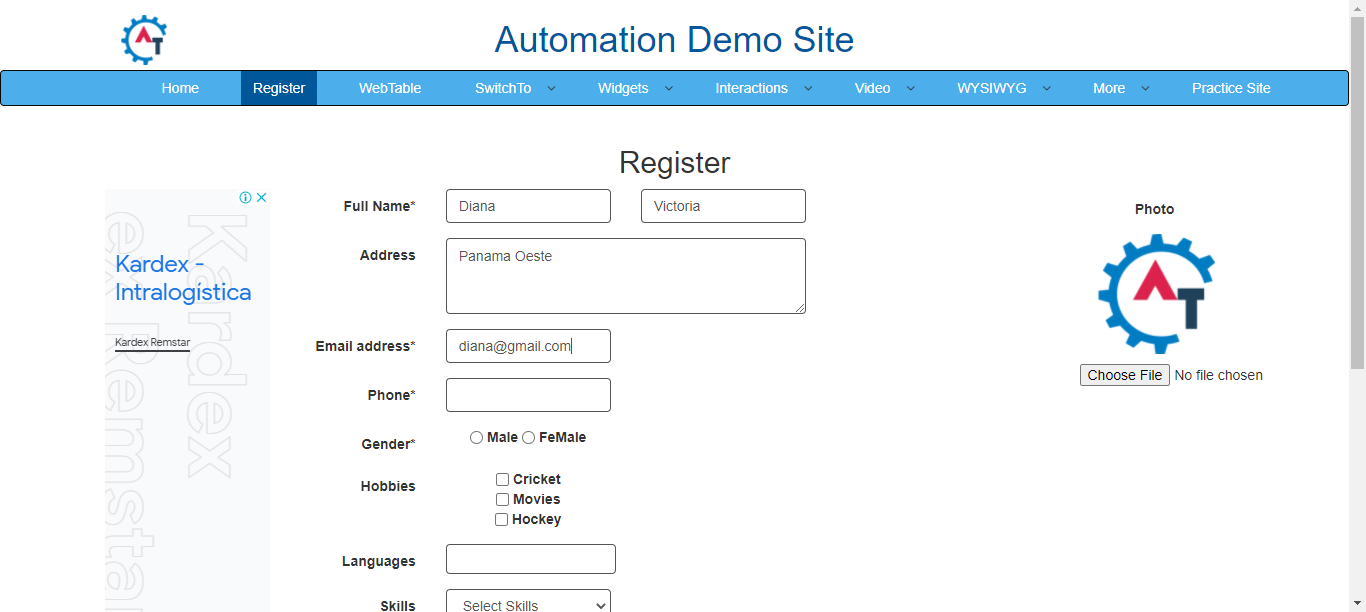 Automation Demo Site
Home Register WebTable SwitchTo Widgets Interactions Video WYSIWYG More Practice Site
Register
Full Name* Diana Victoria
Photo
Address Panama Oeste
Kardex -
Intralogística
Kardex Remstar
Kardex
ex Remstar
Email address* diana@gmail.com
Choose File No file chosen
Phone*
Gender* Male FeMale
Hobbies Cricket
Movies
Hockey
Languages
Skills Select Skills